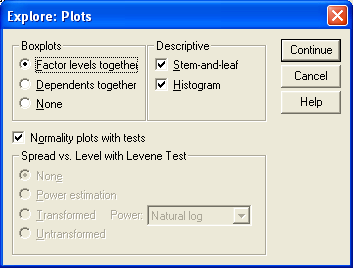 Explore: Plots
Boxplots
Factor levels together
Dependents together
None
Descriptive
Stem-and-leaf
Histogram
Continue
Cancel
Help
Normality plots with tests
Spread vs. Level with Levene Test
None
Power estimation
Transformed Power: Natural log
Untransformed